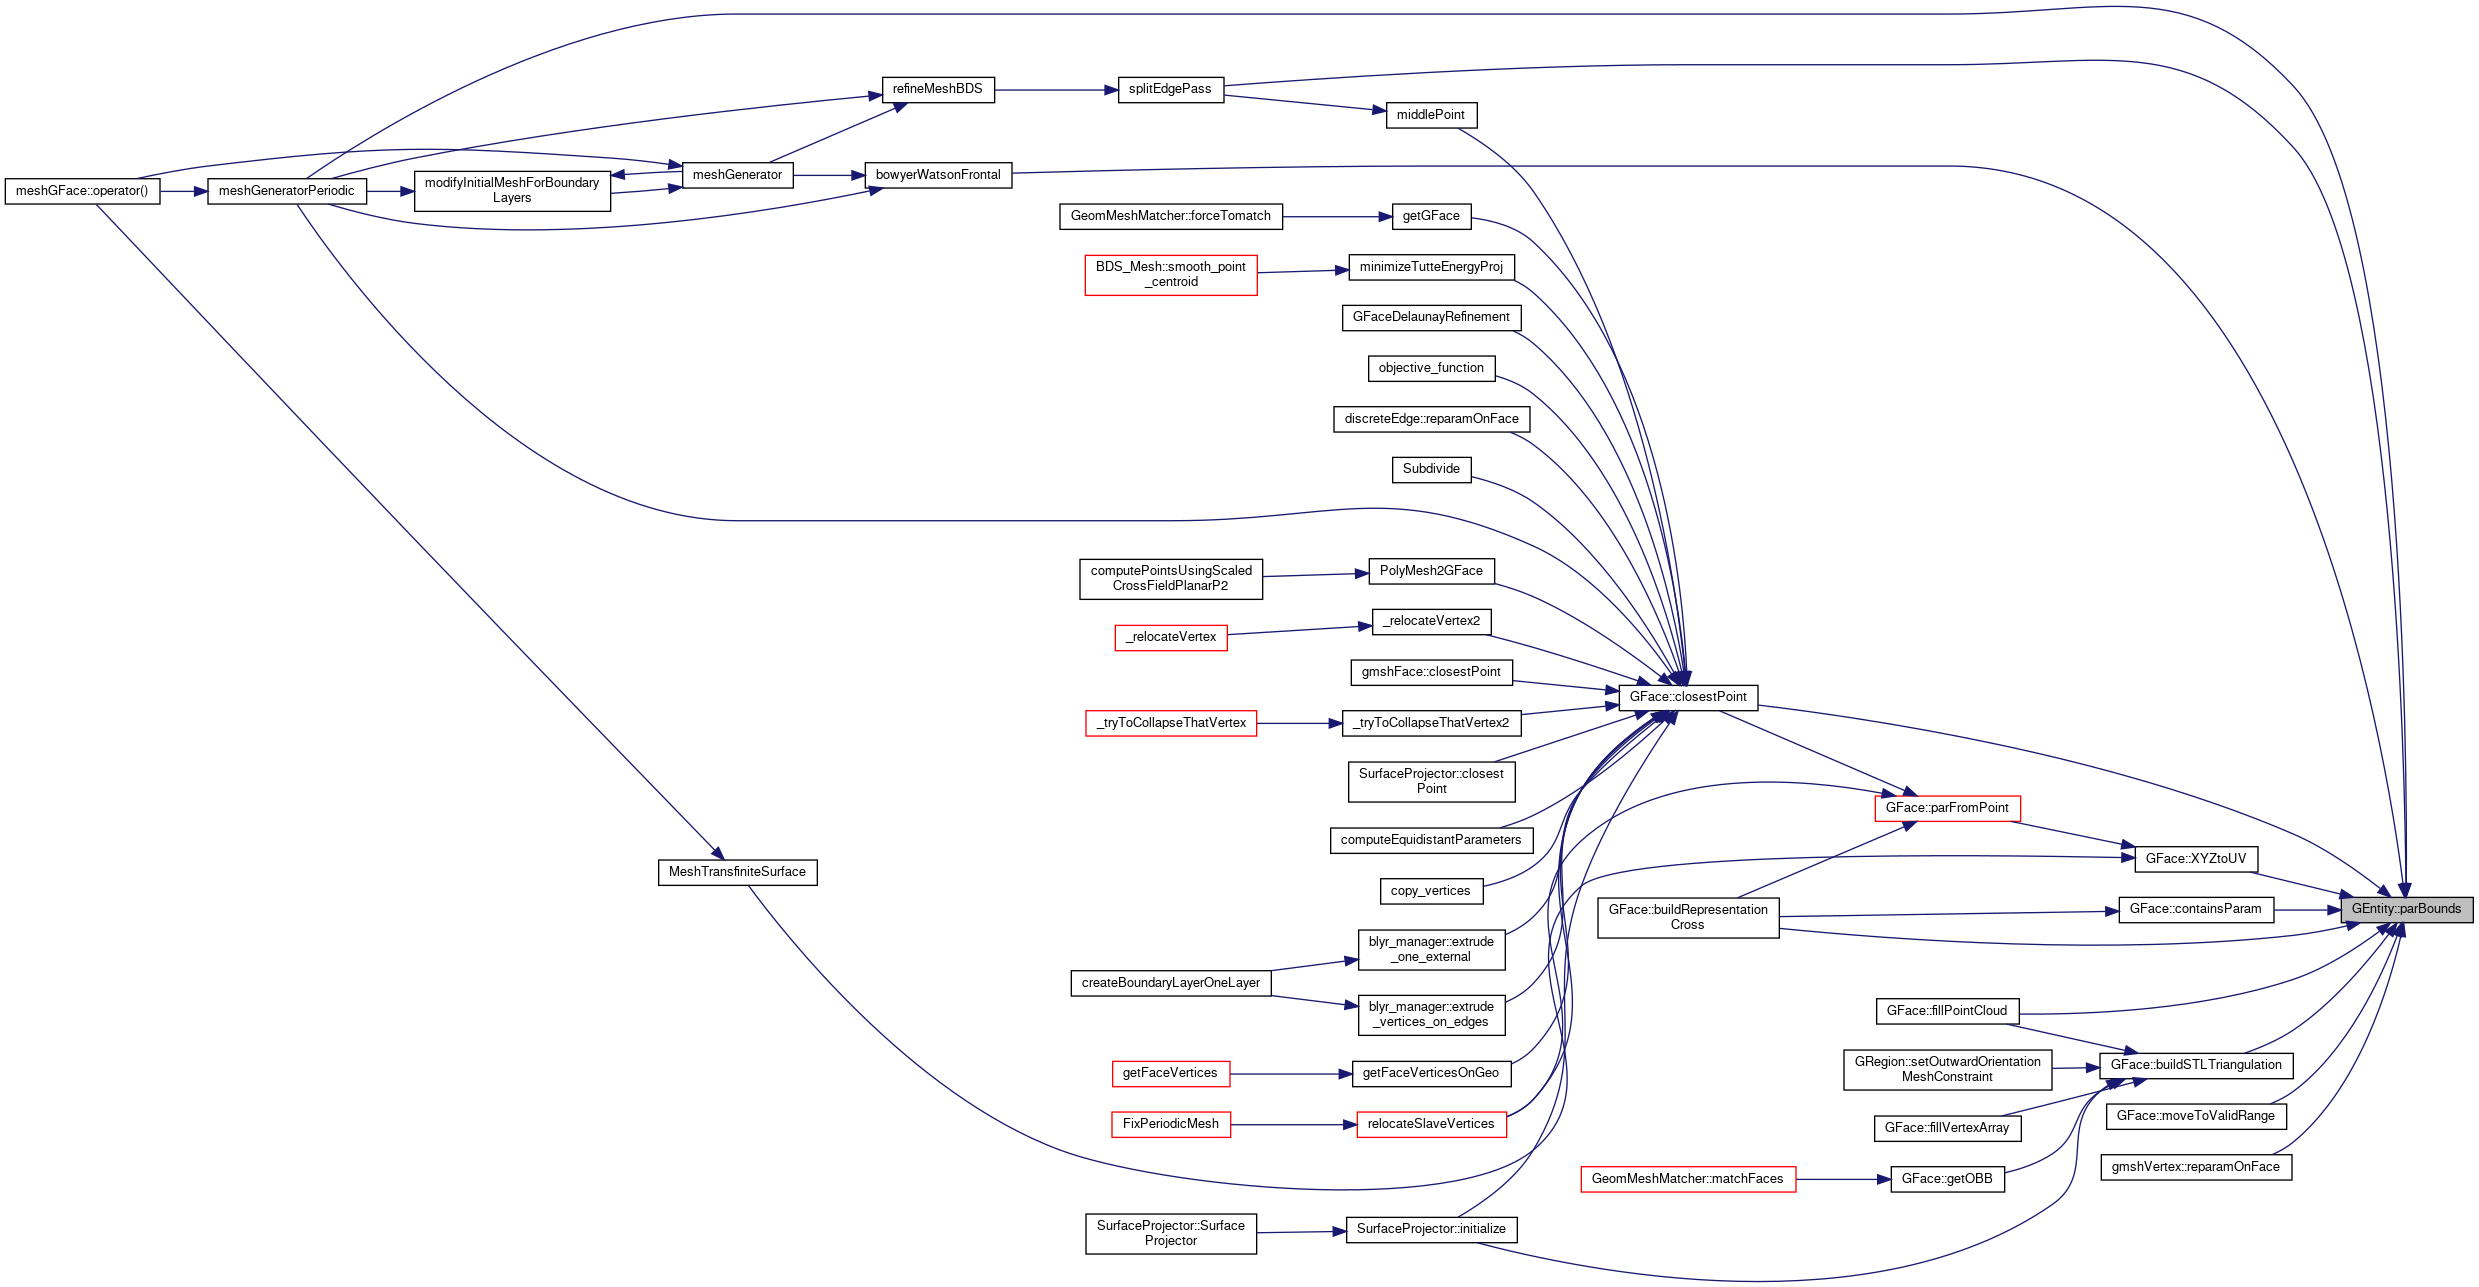 refineMeshBDS
splitEdgePass
middlePoint
meshGFace::operator()
meshGeneratorPeriodic
modifyInitialMeshForBoundary
Layers
meshGenerator
bowyerWatsonFrontal
GeomMeshMatcher::forceTomatch
getGFace
BDS_Mesh::smooth_point
_centroid
minimizeTutteEnergyProj
GFaceDelaunayRefinement
objective_function
discreteEdge::reparamOnFace
Subdivide
computePointsUsingScaled
CrossFieldPlanarP2
PolyMesh2GFace
_relocateVertex
_relocateVertex2
gmshFace::closestPoint
GFace::closestPoint
_tryToCollapseThatVertex
_tryToCollapseThatVertex2
SurfaceProjector::closest
Point
GFace::parFromPoint
computeEquidistantParameters
MeshTransfiniteSurface
GFace::XYZtoUV
copy_vertices
GFace::buildRepresentation
Cross
GFace::containsParam
GEntity::parBounds
blyr_manager::extrude
_one_external
createBoundaryLayerOneLayer
blyr_manager::extrude
_vertices_on_edges
GFace::fillPointCloud
GRegion::setOutwardOrientation
MeshConstraint
GFace::buildSTLTriangulation
getFaceVertices
getFaceVerticesOnGeo
GFace::moveToValidRange
FixPeriodicMesh
relocateSlaveVertices
GFace::fillVertexArray
gmshVertex::reparamOnFace
GeomMeshMatcher::matchFaces
GFace::getOBB
SurfaceProjector::Surface
Projector
SurfaceProjector::initialize